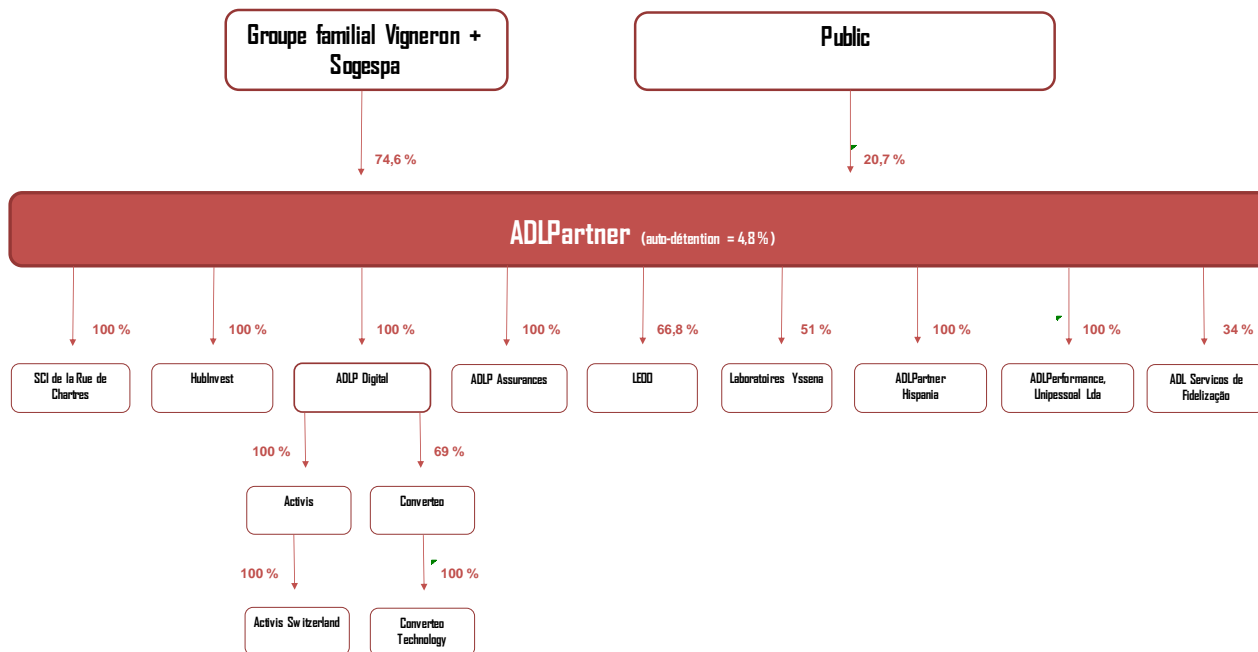 Groupe familial Vigneron +
Sogespa
Public
74,6 %
20,7 %
ADLPartner (auto-détention = 4,8 %)
100 %
100 %
100 %
100 %
66,8 %
51 %
100 %
100 %
34 %
SCI de la Rue de
Chartres
HubInvest
ADLP Digital
ADLP Assurances
LEOO
Laboratoires Yssena
ADLPartner
Hispania
ADLPerformance,
Unipessoal Lda
ADL Servicos de
Fidelização
100 %
69 %
Activis
Converteo
100 %
100 %
Activis Switzerland
Converteo
Technology